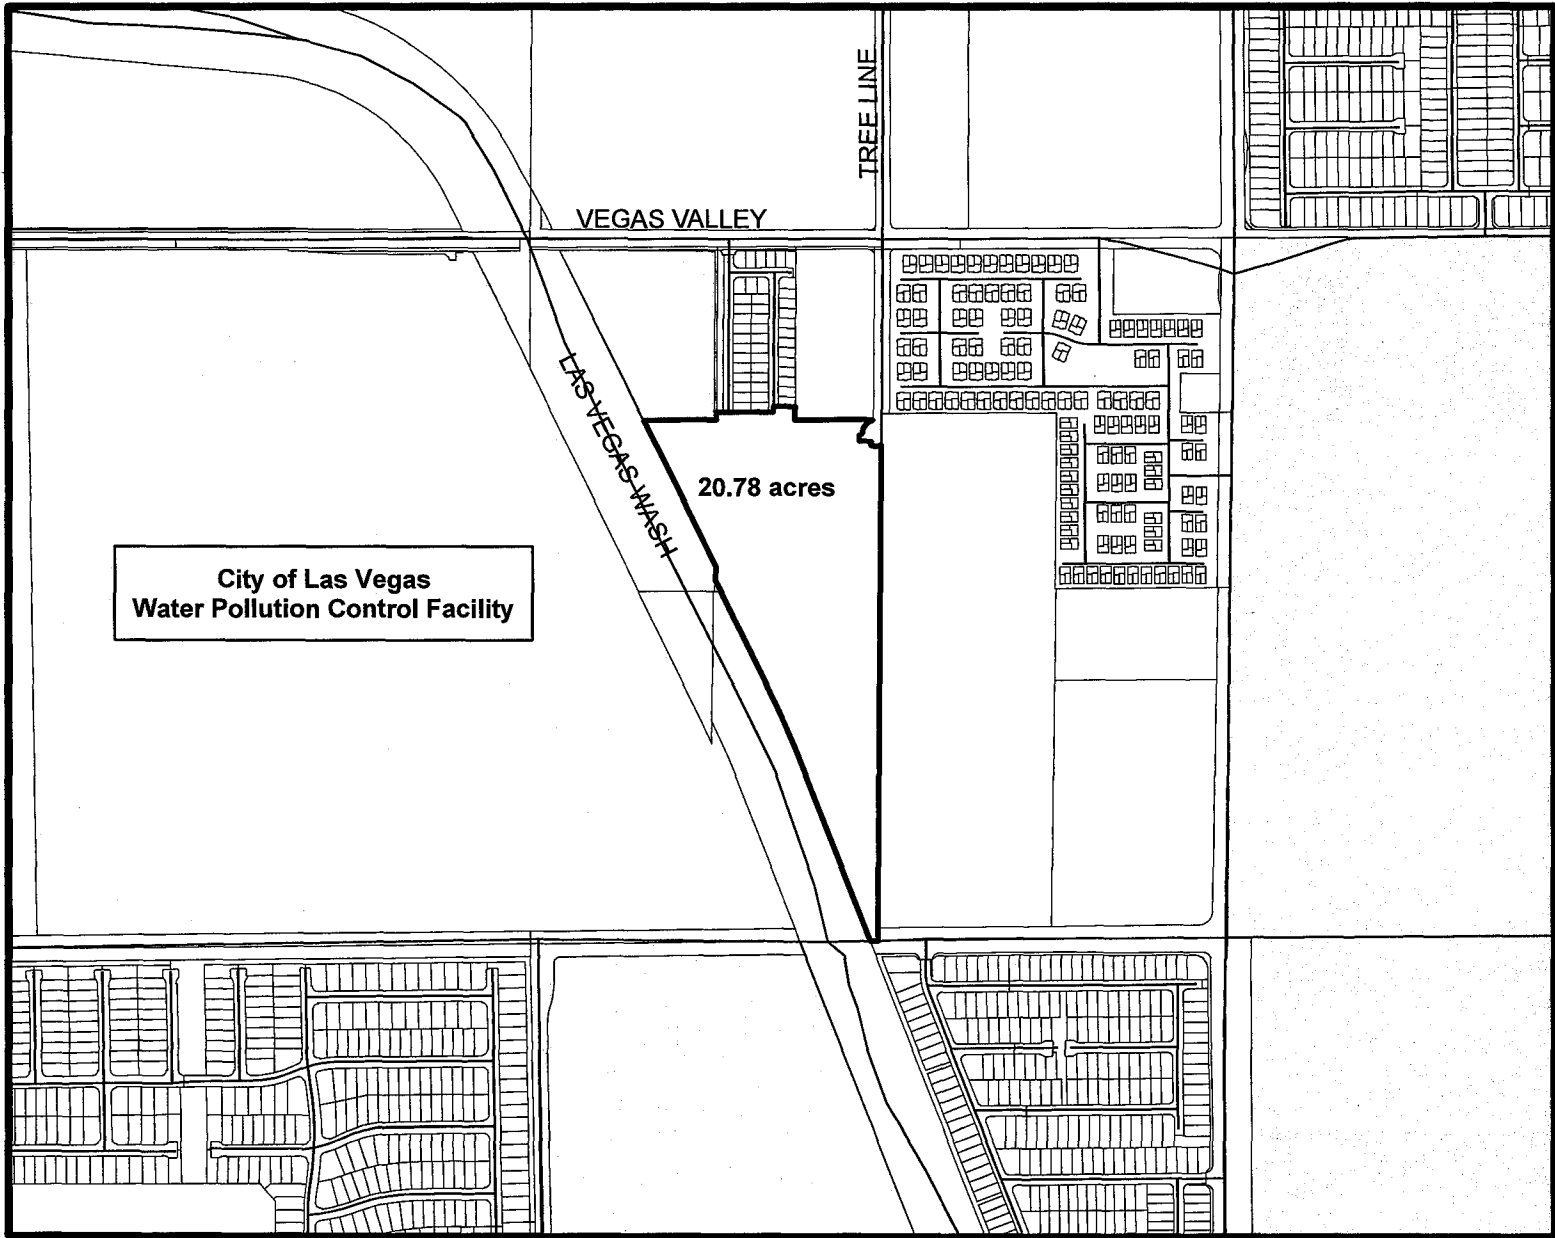 TREE LINE
VEGAS VALLEY
LAS VEGAS WASH
20.78 acres
City of Las Vegas
Water Pollution Control Facility